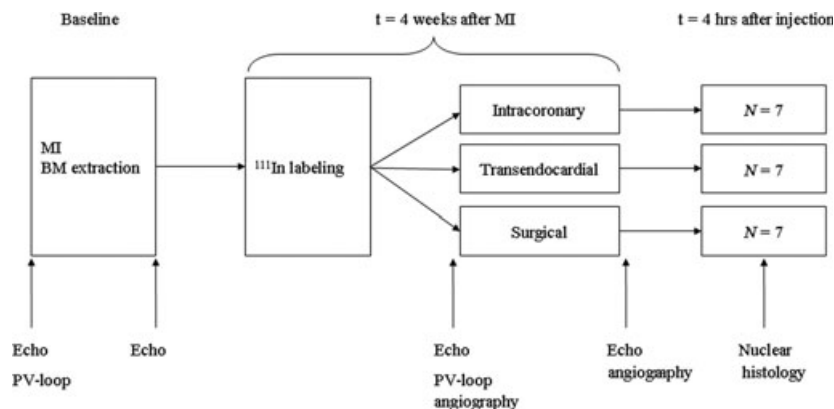 Baseline
t = 4 weeks after MI
t = 4 hrs after injection
MI
BM extraction
¹¹¹In labeling
Intracoronary
Transendocardial
Surgical
N = 7
N = 7
N = 7
Echo
PV-loop
Echo
Echo
PV-loop
angiography
Echo
angiography
Nuclear
histology